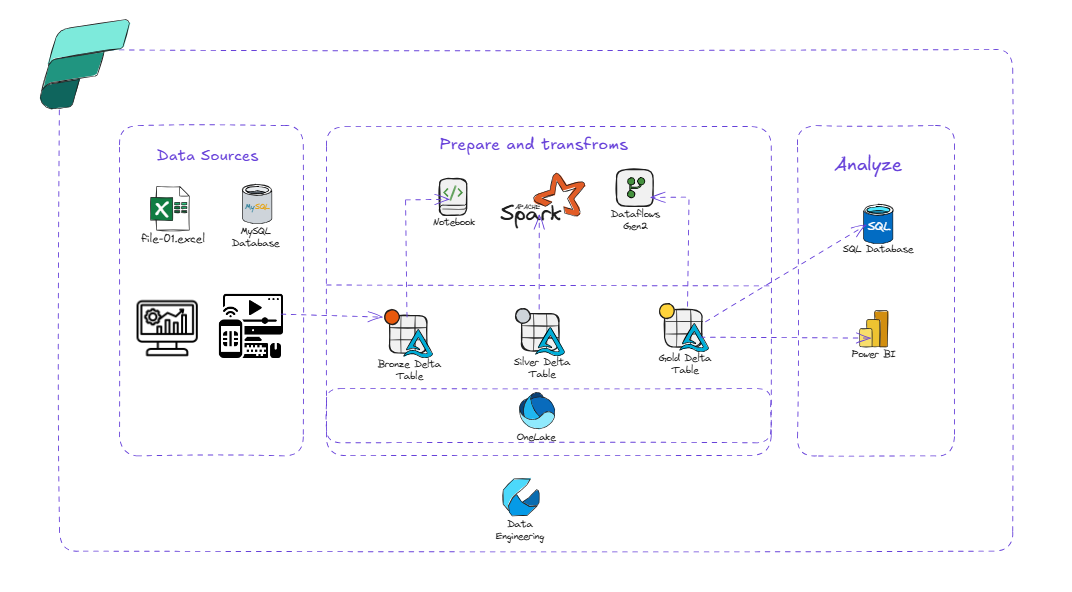 Data Sources
file-01.excel
MySQL
MySQL
Database
Prepare and transfroms
Notebook
APACHE
Spark
Dataflows
Gen2
Bronze Delta
Table
Silver Delta
Table
Gold Delta
Table
OneLake
Analyze
SQL
SQL Database
Power BI
Data
Engineering